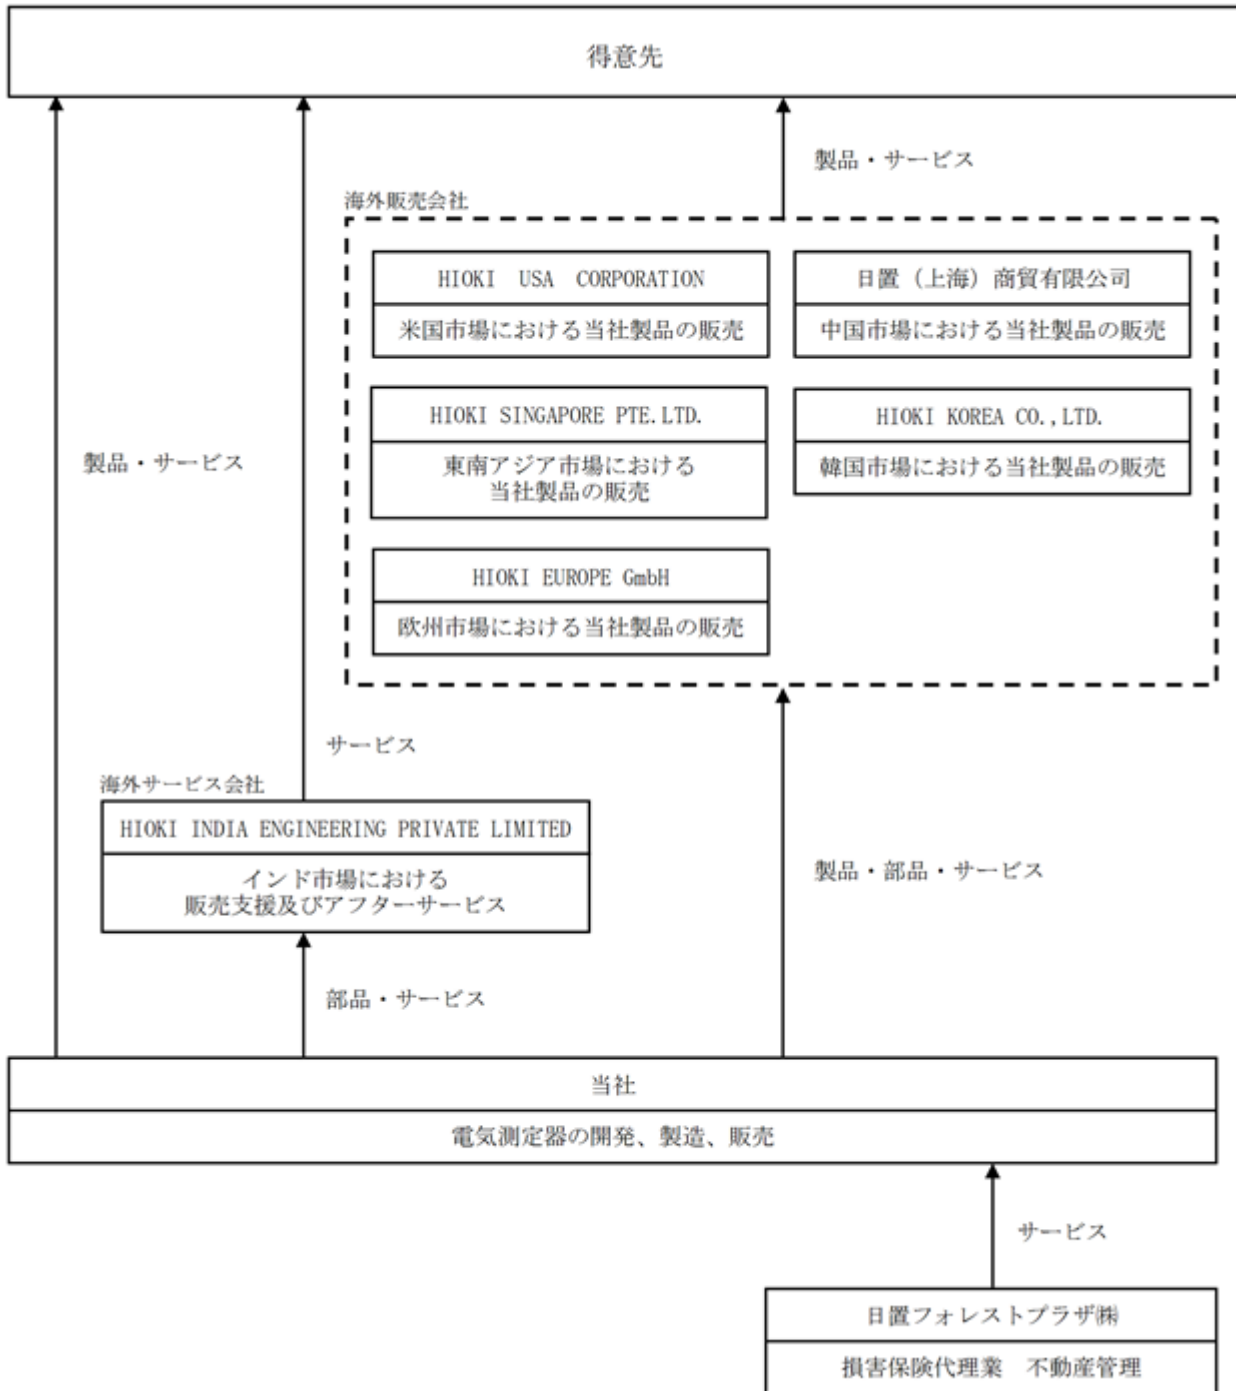 得意先
製品・サービス
海外販売会社
HIOKI USA CORPORATION
米国市場における当社製品の販売
日置（上海）商貿有限公司
中国市場における当社製品の販売
HIOKI SINGAPORE PTE.LTD.
東南アジア市場における
当社製品の販売
HIOKI KOREA CO.,LTD.
韓国市場における当社製品の販売
製品・サービス
HIOKI EUROPE GmbH
欧州市場における当社製品の販売
サービス
海外サービス会社
HIOKI INDIA ENGINEERING PRIVATE LIMITED
インド市場における
販売支援及びアフターサービス
製品・部品・サービス
部品・サービス
当社
電気測定器の開発、製造、販売
サービス
日置フォレストプラザ㈱
損害保険代理業　不動産管理